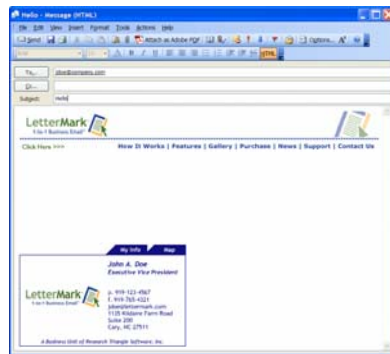 Hello - Message (HTML)
File Edit View Insert Format Tools Actions Help
Send Attach as Adobe PDF Options... HTML
To... jdoe@company.com
Cc...
Subject: Hello
LetterMark
1-to-1 Business Email
Click Here >>> How It Works | Features | Gallery | Purchase | News | Support | Contact Us
My Info Map
John A. Doe
Executive Vice President
LetterMark
1-to-1 Business Email
p. 919-123-4567
f. 919-765-4321
jdoe@lettermark.com
1135 Kildaire Farm Road
Suite 200
Cary, NC 27511
A Business Unit of Research Triangle Software, Inc.